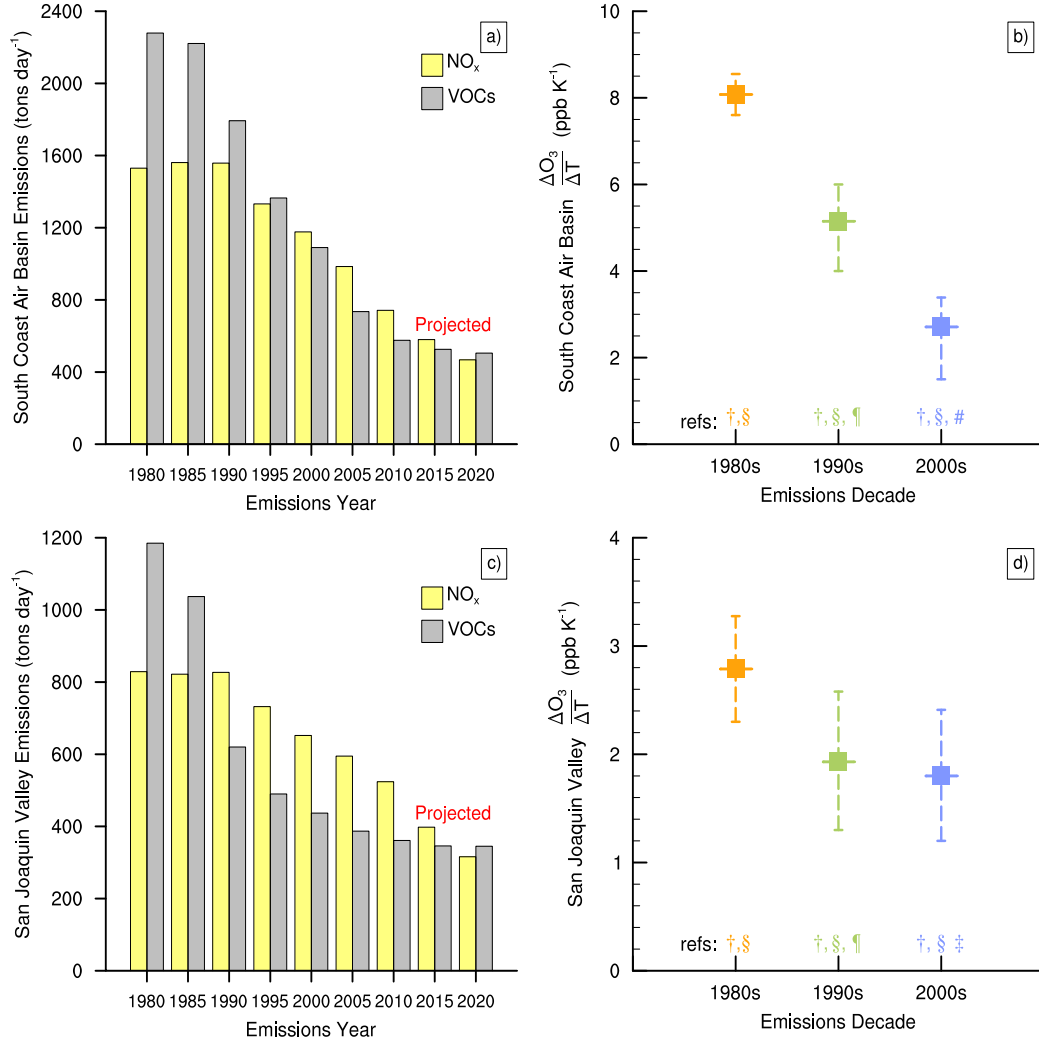 a)
NOₓ
VOCs
Projected
2400
2000
1600
1200
800
400
0
South Coast Air Basin Emissions (tons day⁻¹)
1980 1985 1990 1995 2000 2005 2010 2015 2020
Emissions Year
b)
10
8
6
4
2
0
South Coast Air Basin ΔO₃/ΔT (ppb K⁻¹)
refs: †,§ †,§,¶ †,§,#
1980s 1990s 2000s
Emissions Decade
c)
NOₓ
VOCs
Projected
1200
1000
800
600
400
200
0
San Joaquin Valley Emissions (tons day⁻¹)
1980 1985 1990 1995 2000 2005 2010 2015 2020
Emissions Year
d)
4
3
2
1
0
San Joaquin Valley ΔO₃/ΔT (ppb K⁻¹)
refs: †,§ †,§,¶ †,§ ‡
1980s 1990s 2000s
Emissions Decade